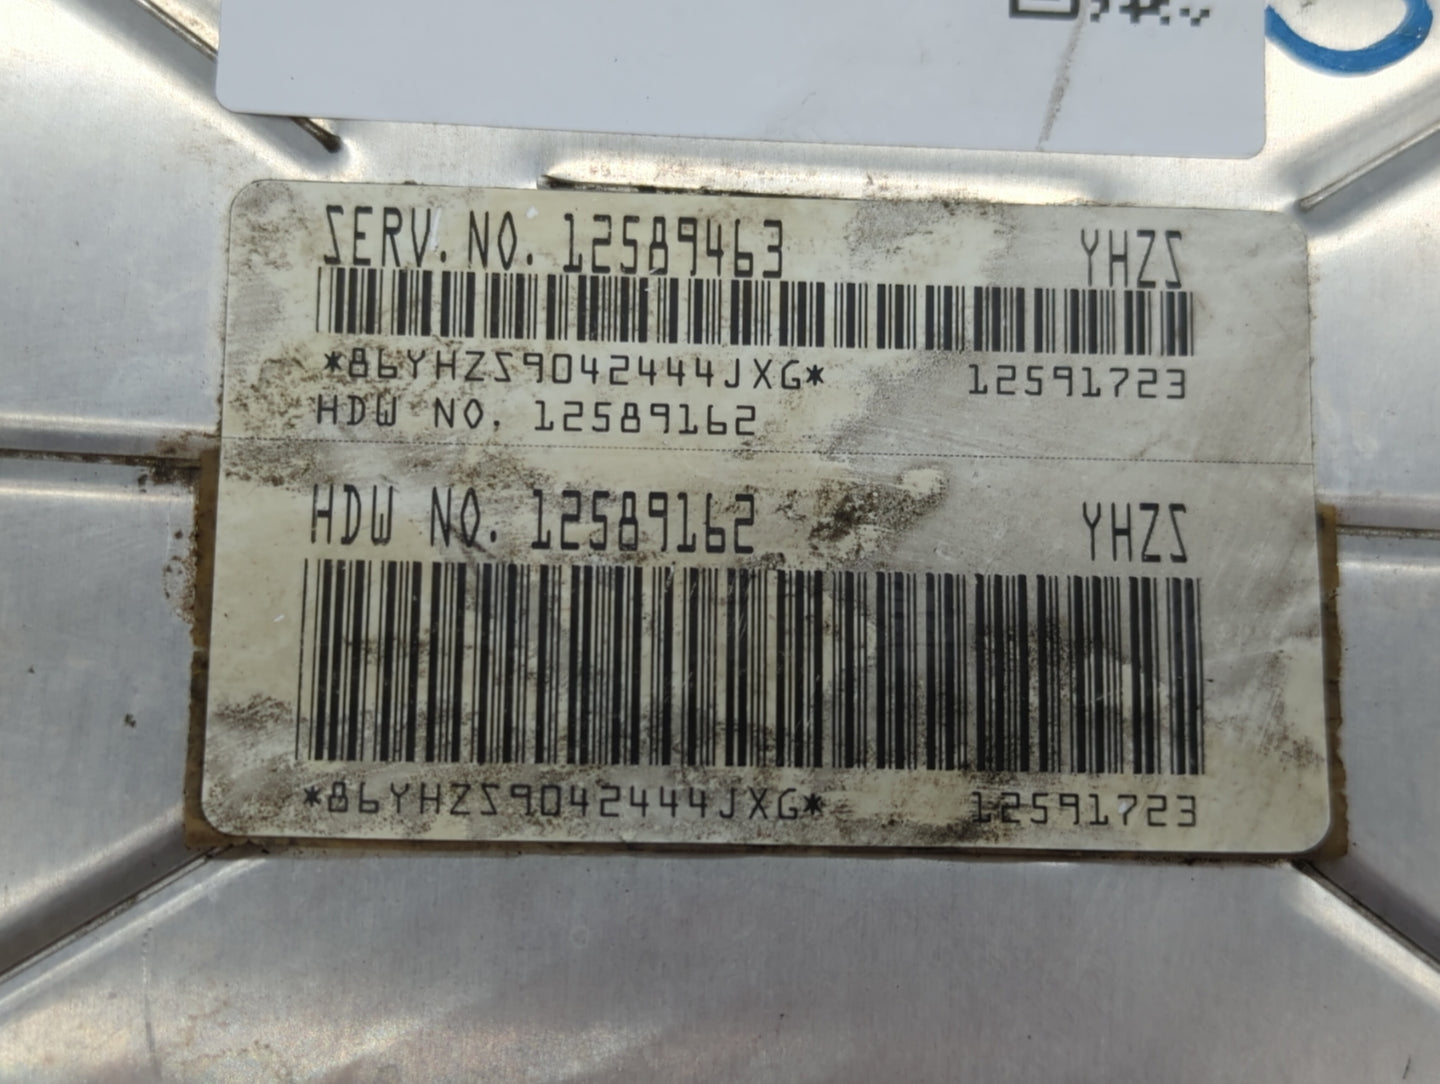 SERV. NO. 12589463 YHZS
*86YHZS9042444JXG* 12591723
HDW NO. 12589162
HDW NO. 12589162 YHZS
*86YHZS9042444JXG* 12591723